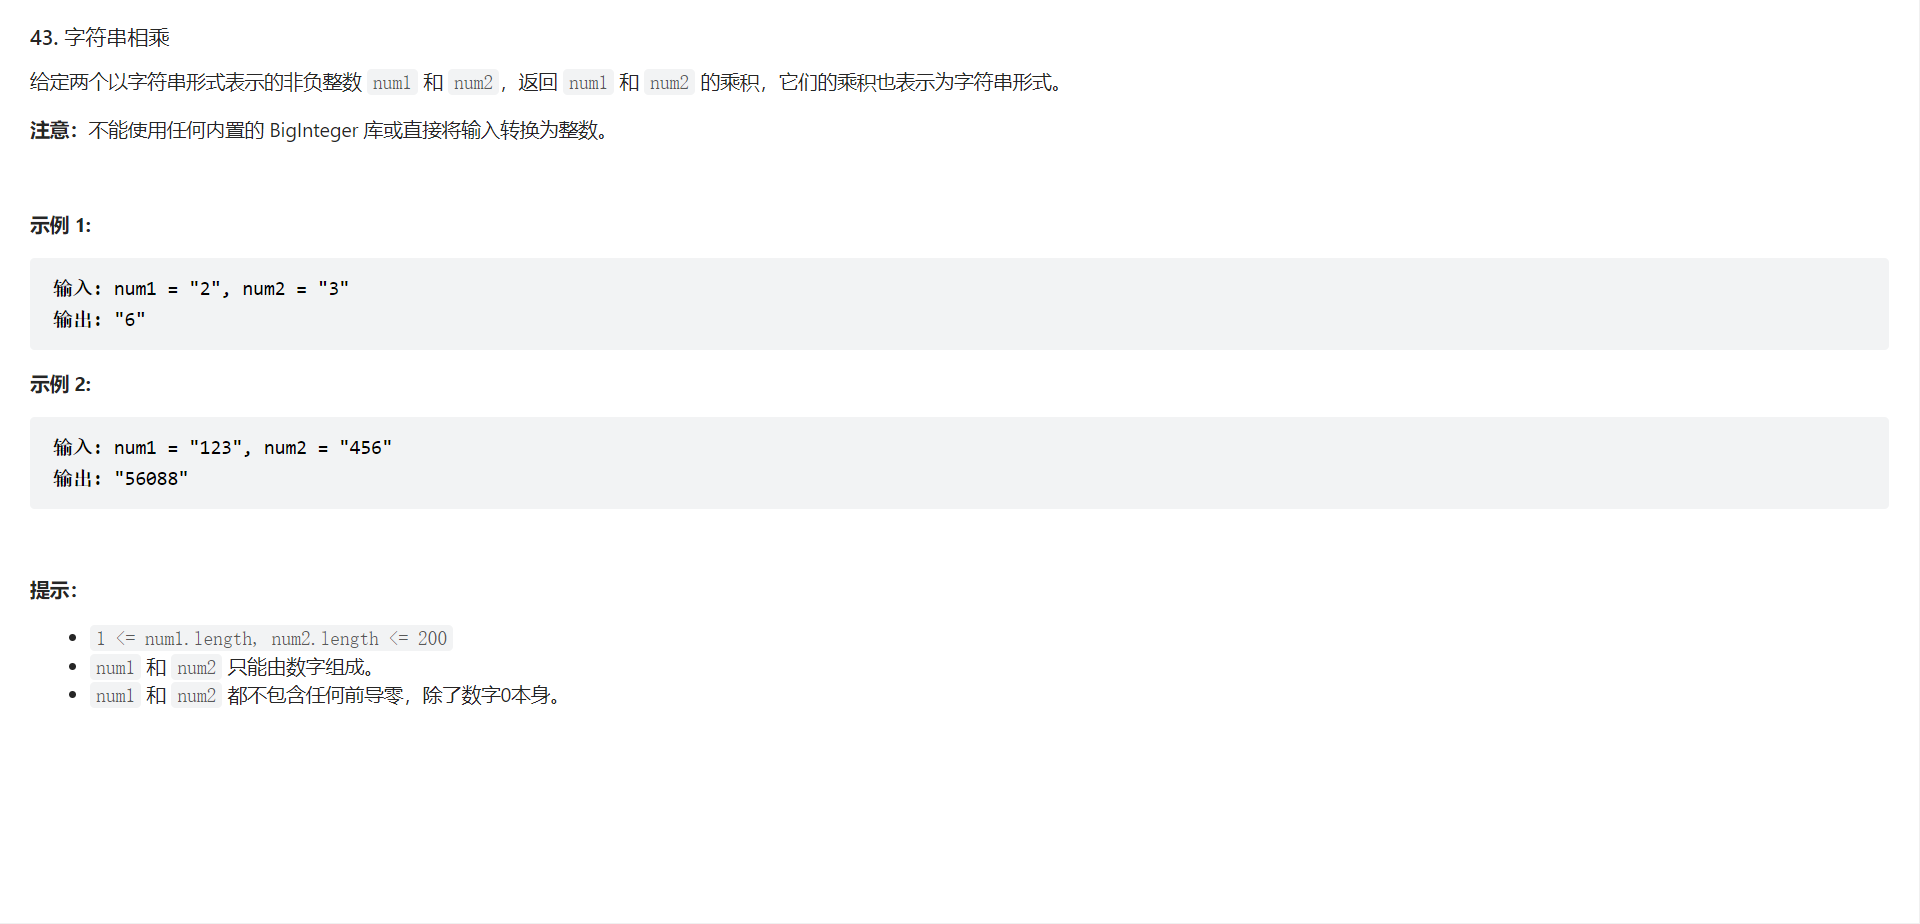 43. 字符串相乘
给定两个以字符串形式表示的非负整数 num1 和 num2，返回 num1 和 num2 的乘积，它们的乘积也表示为字符串形式。
注意：不能使用任何内置的 BigInteger 库或直接将输入转换为整数。
示例 1:
输入: num1 = "2", num2 = "3"
输出: "6"
示例 2:
输入: num1 = "123", num2 = "456"
输出: "56088"
提示：
1 <= num1.length, num2.length <= 200
num1 和 num2 只能由数字组成。
num1 和 num2 都不包含任何前导零，除了数字0本身。